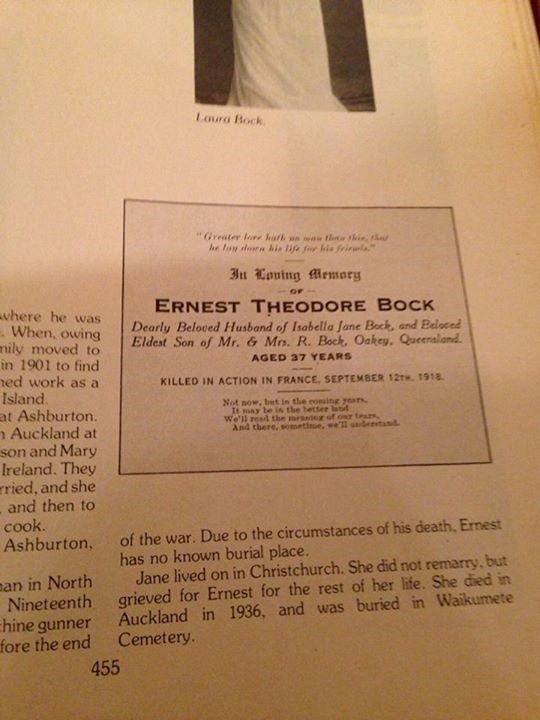 Laura Bock.
"Greater love hath no man than this, that
he lay down his life for his friends."
In Loving Memory
— OF —
ERNEST THEODORE BOCK
Dearly Beloved Husband of Isabella Jane Bock, and Beloved
Eldest Son of Mr. & Mrs. R. Bock, Oakey, Queensland.
AGED 37 YEARS
KILLED IN ACTION IN FRANCE, SEPTEMBER 12TH, 1918.
Not now, but in the coming years,
It may be in the better land
We'll read the meaning of our tears,
And there, sometime, we'll understand.
where he was
. When, owing
mily moved to
in 1901 to find
ned work as a
Island.
at Ashburton.
n Auckland at
son and Mary
Ireland. They
rried, and she
, and then to
cook.
Ashburton,
man in North
Nineteenth
chine gunner
fore the end
of the war. Due to the circumstances of his death, Ernest
has no known burial place.
Jane lived on in Christchurch. She did not remarry, but
grieved for Ernest for the rest of her life. She died in
Auckland in 1936, and was buried in Waikumete
Cemetery.
455